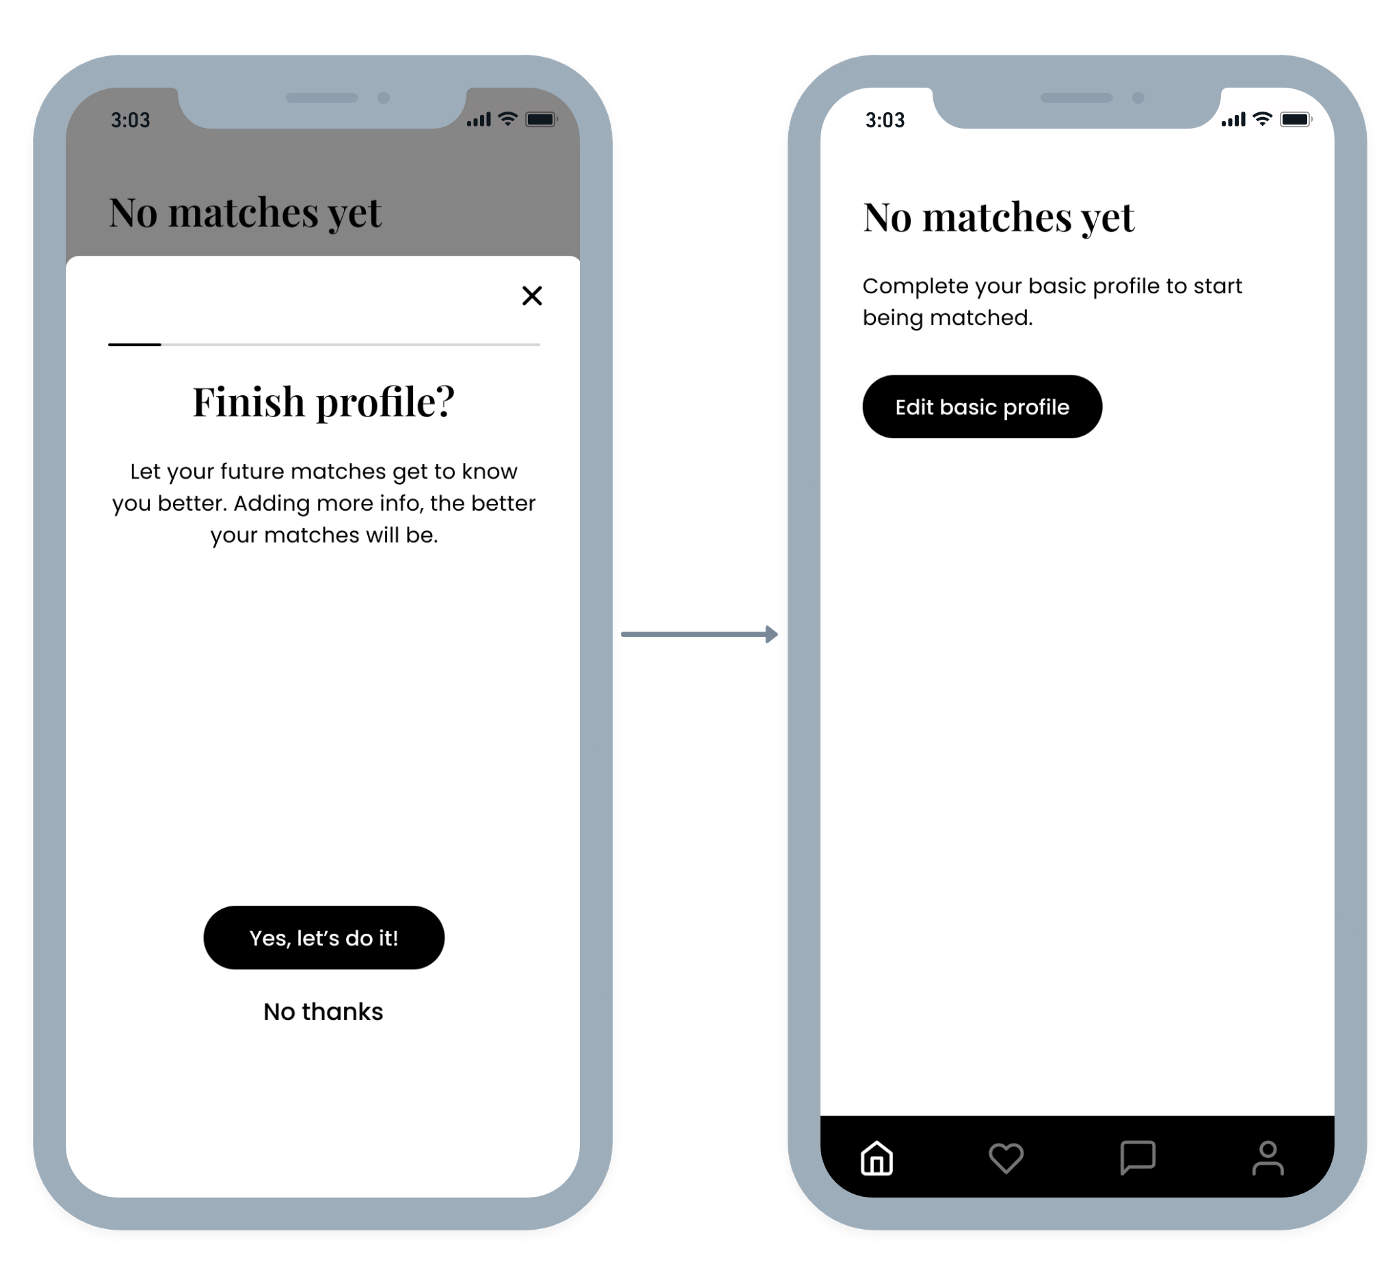 3:03
No matches yet
Finish profile?
Let your future matches get to know
you better. Adding more info, the better
your matches will be.
Yes, let’s do it!
No thanks
3:03
No matches yet
Complete your basic profile to start
being matched.
Edit basic profile